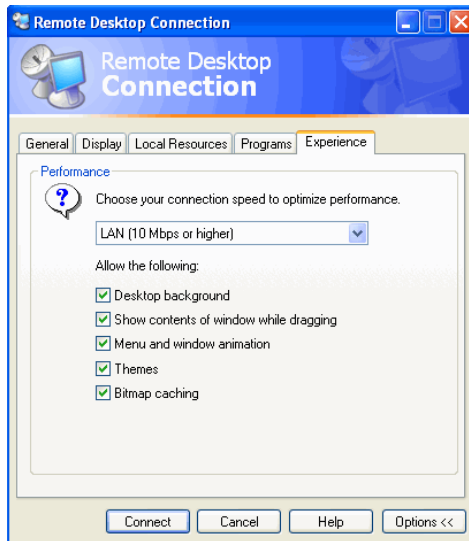 Remote Desktop Connection
Remote Desktop
Connection
General Display Local Resources Programs Experience
Performance
Choose your connection speed to optimize performance.
LAN (10 Mbps or higher)
Allow the following:
Desktop background
Show contents of window while dragging
Menu and window animation
Themes
Bitmap caching
Connect Cancel Help Options <<